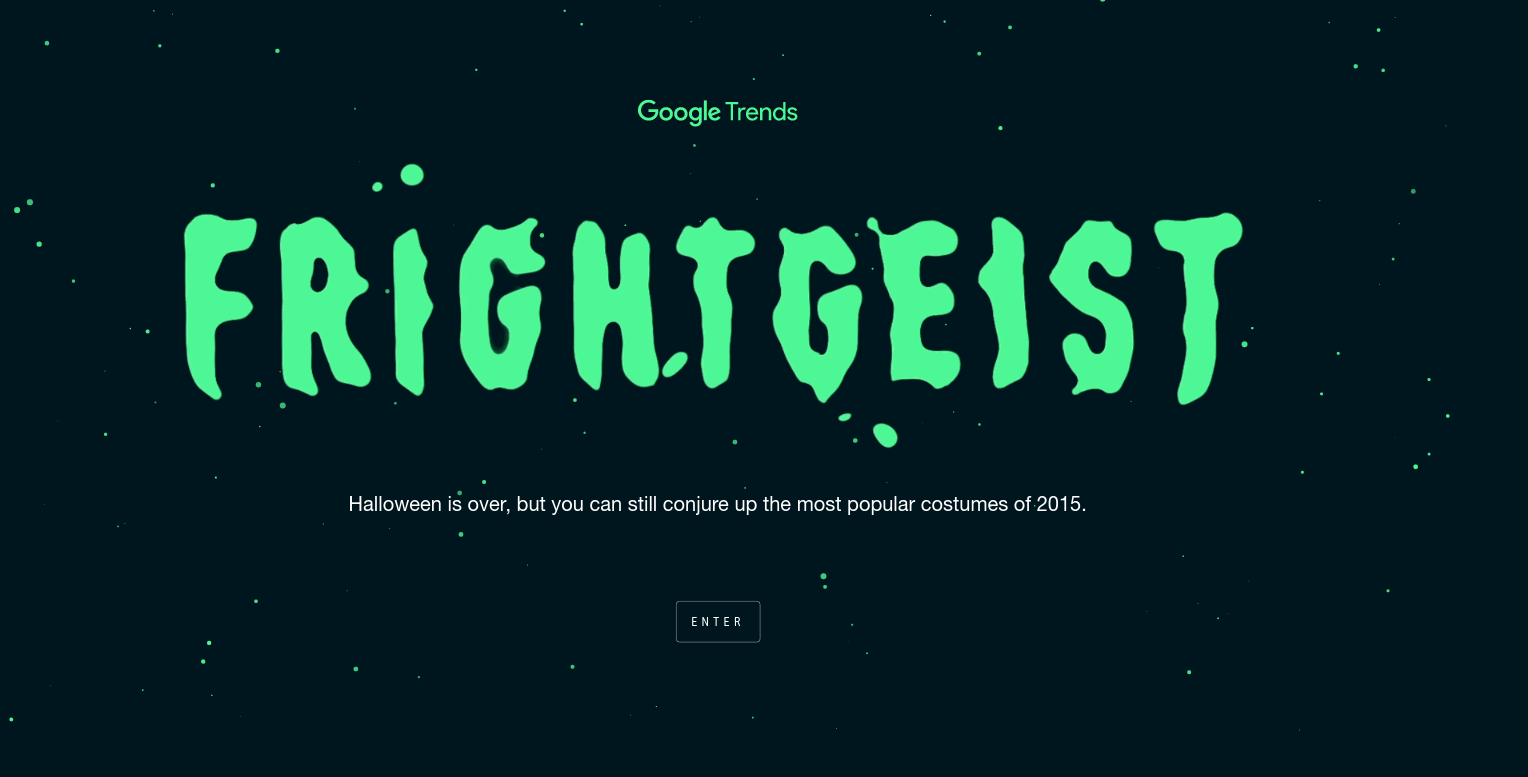 Google Trends
FRIGHTGEIST
Halloween is over, but you can still conjure up the most popular costumes of 2015.
ENTER